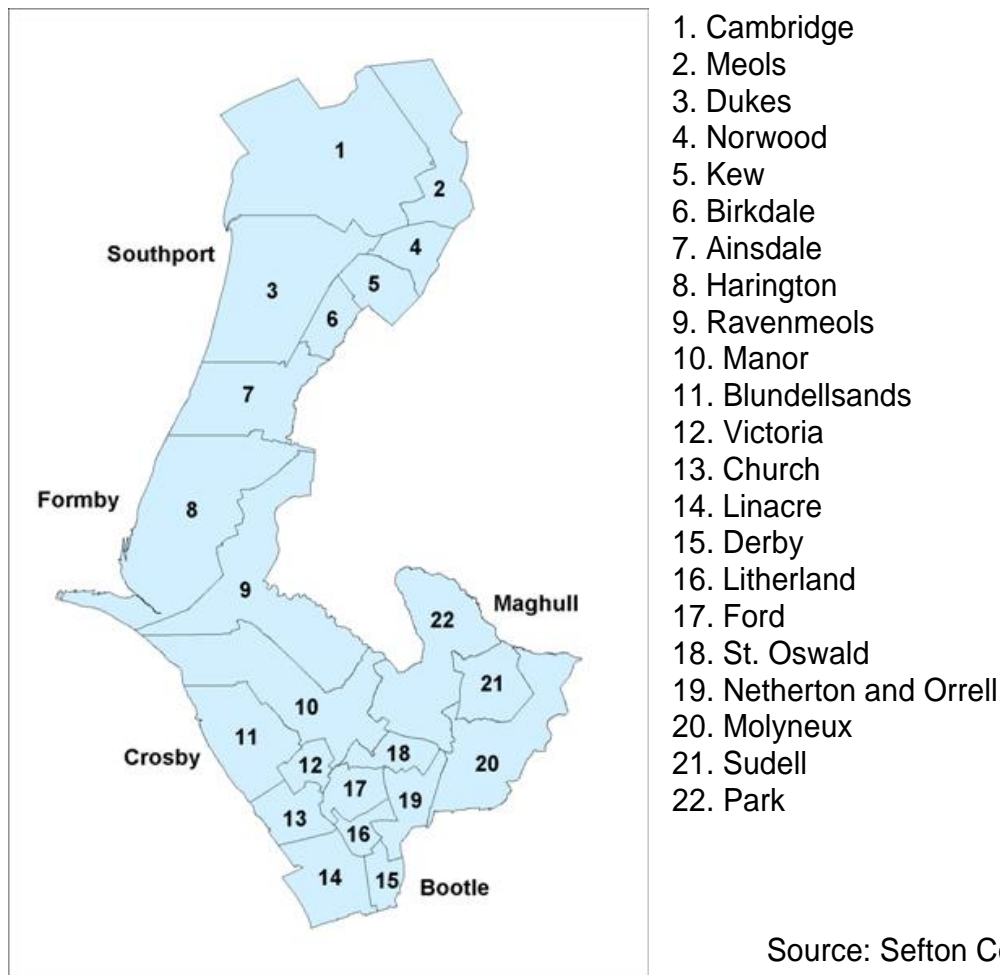 1
2
Southport
4
5
3
6
7
Formby
8
9
22
Maghull
21
10
11
Crosby
18
12
20
17
19
13
16
14
15
Bootle
1. Cambridge
2. Meols
3. Dukes
4. Norwood
5. Kew
6. Birkdale
7. Ainsdale
8. Harington
9. Ravenmeols
10. Manor
11. Blundellsands
12. Victoria
13. Church
14. Linacre
15. Derby
16. Litherland
17. Ford
18. St. Oswald
19. Netherton and Orrell
20. Molyneux
21. Sudell
22. Park
Source: Sefton